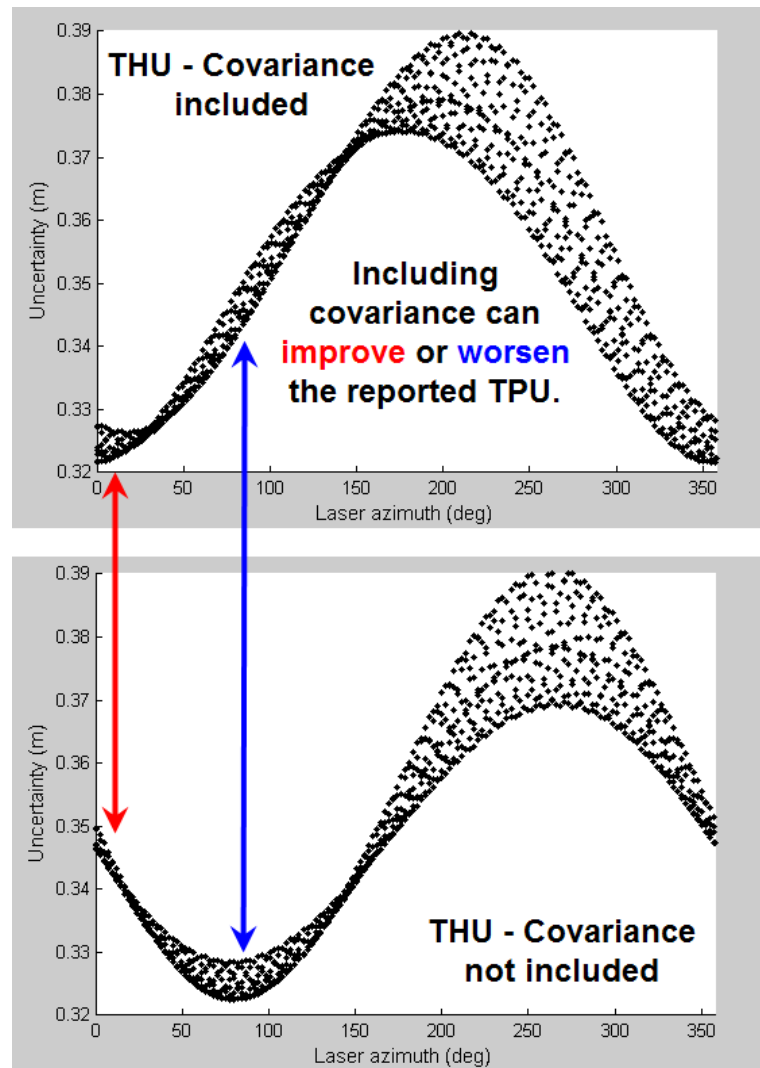 THU - Covariance
included
Including
covariance can
improve or worsen
the reported TPU.
Uncertainty (m)
0.39
0.38
0.37
0.36
0.35
0.34
0.33
0.32
0 50 100 150 200 250 300 350
Laser azimuth (deg)
THU - Covariance
not included
Uncertainty (m)
0.39
0.38
0.37
0.36
0.35
0.34
0.33
0.32
0 50 100 150 200 250 300 350
Laser azimuth (deg)